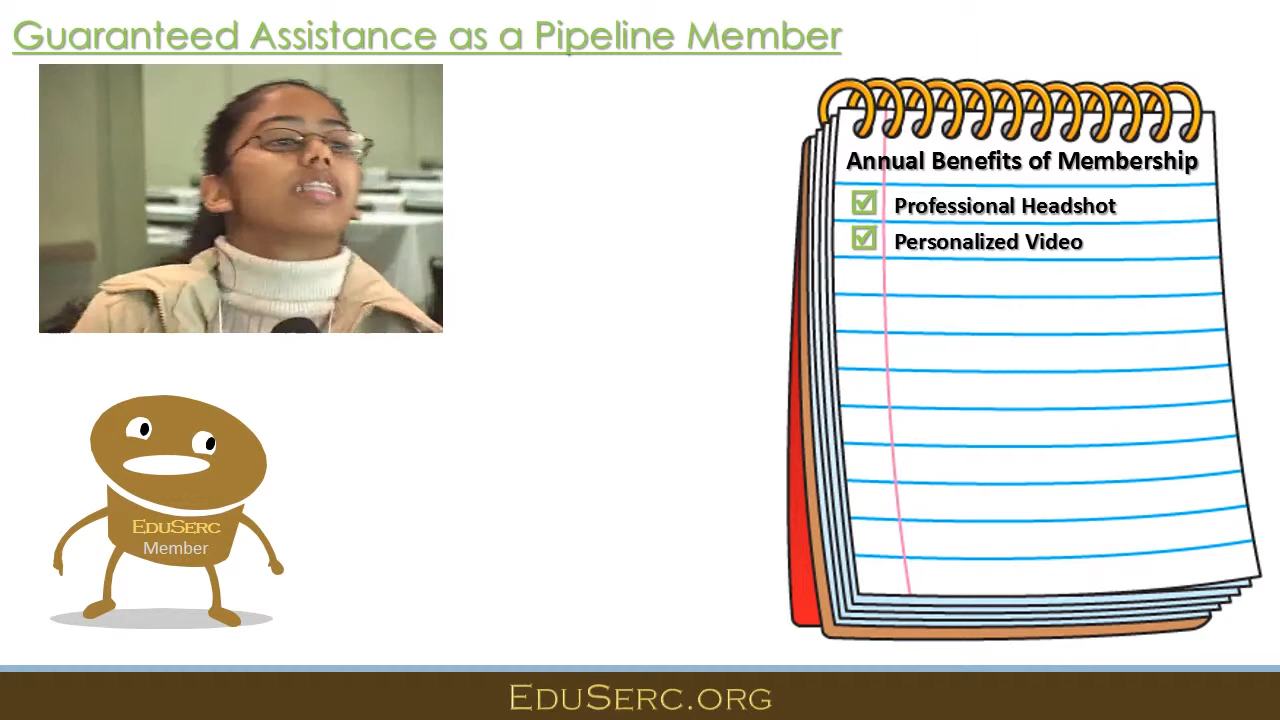 Guaranteed Assistance as a Pipeline Member
Annual Benefits of Membership
Professional Headshot
Personalized Video
EduSerc
Member
EduSerc.org